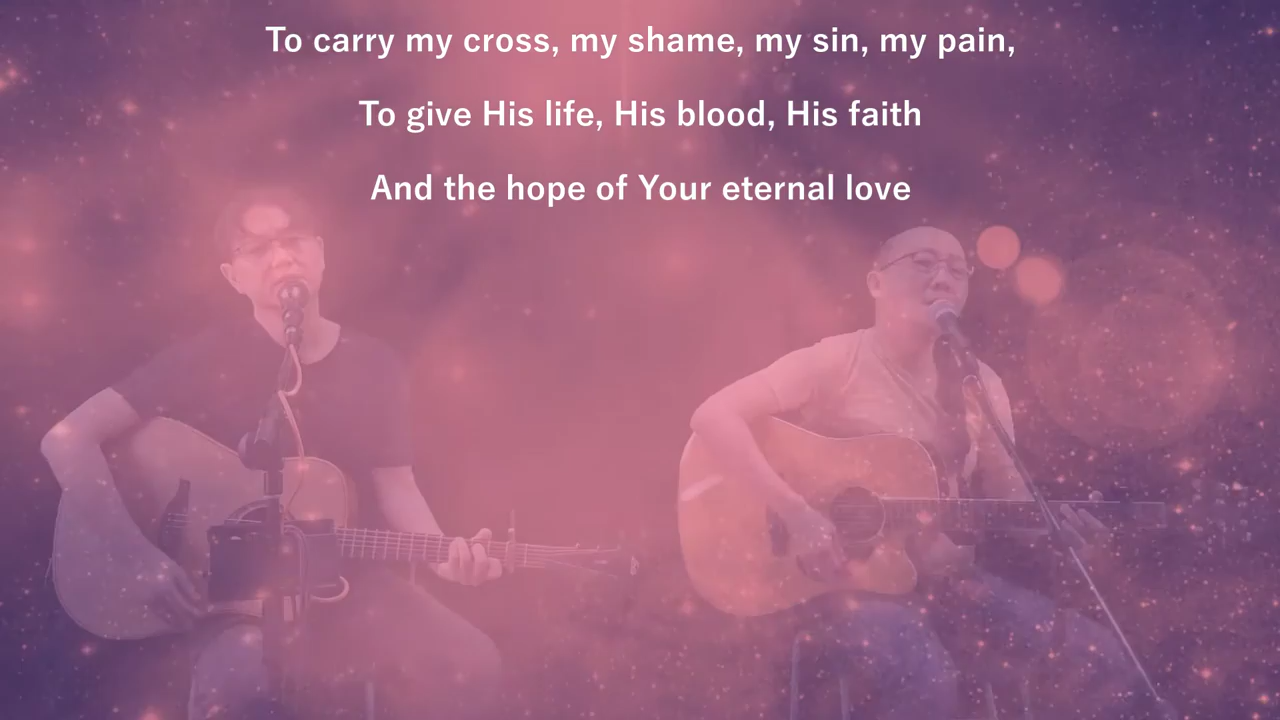 To carry my cross, my shame, my sin, my pain,
To give His life, His blood, His faith
And the hope of Your eternal love